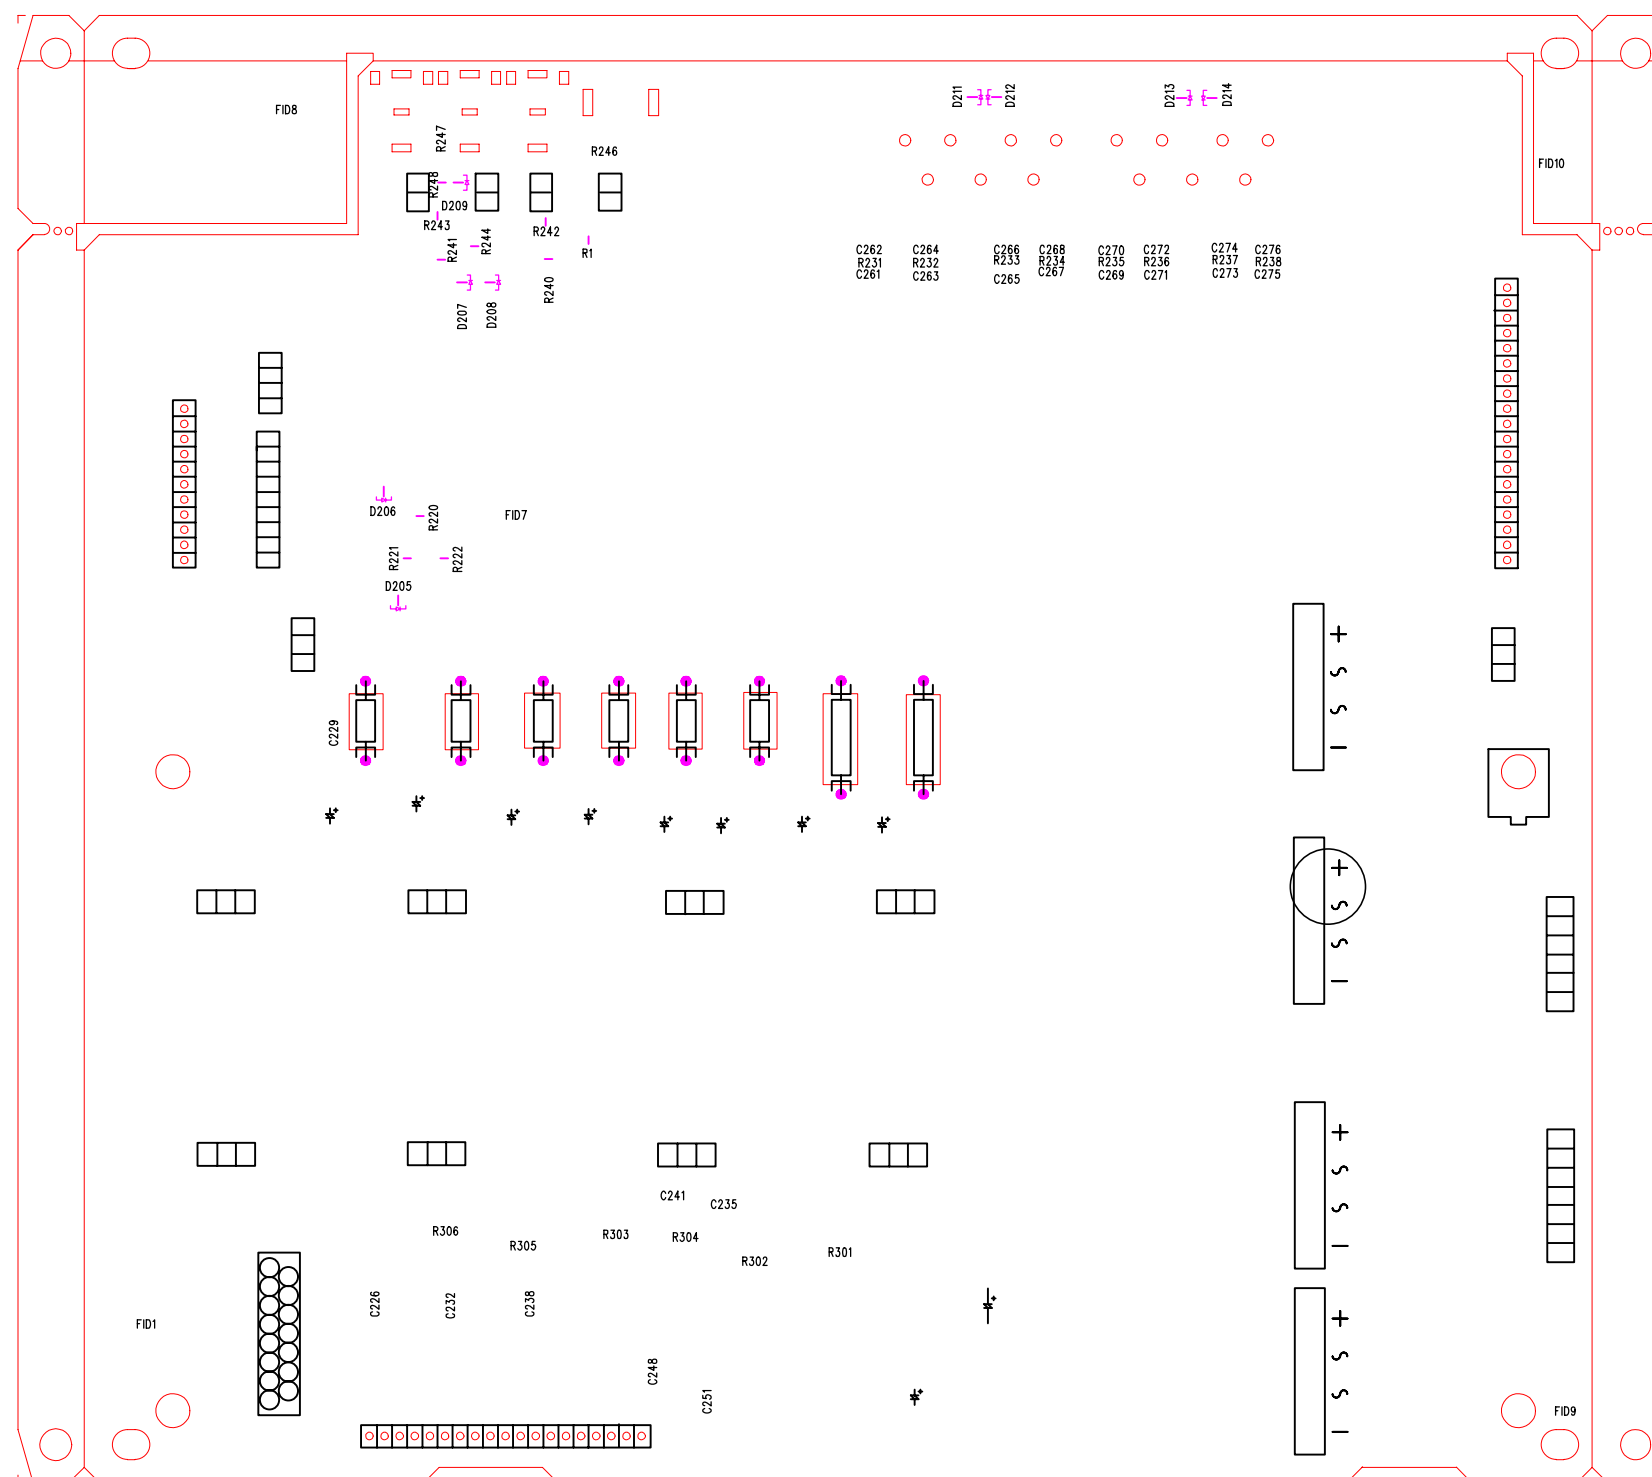 D211
D212
D213
D214
FID8
R247
R246
FID10
R248
D209
R243
R242
R241
R244
R1
C262
C264
C266
C268
C270
C272
C274
C276
R231
R232
R233
R234
R235
R236
R237
R238
C261
C263
C265
C267
C269
C271
C273
C275
R240
D207
D208
D206
R220
FID7
R221
R222
D205
+
S
S
-
C229
+
S
S
-
+
S
S
-
C241
C235
R306
R305
R303
R304
R302
R301
C226
C232
C238
FID1
+
S
S
-
C248
C251
FID9